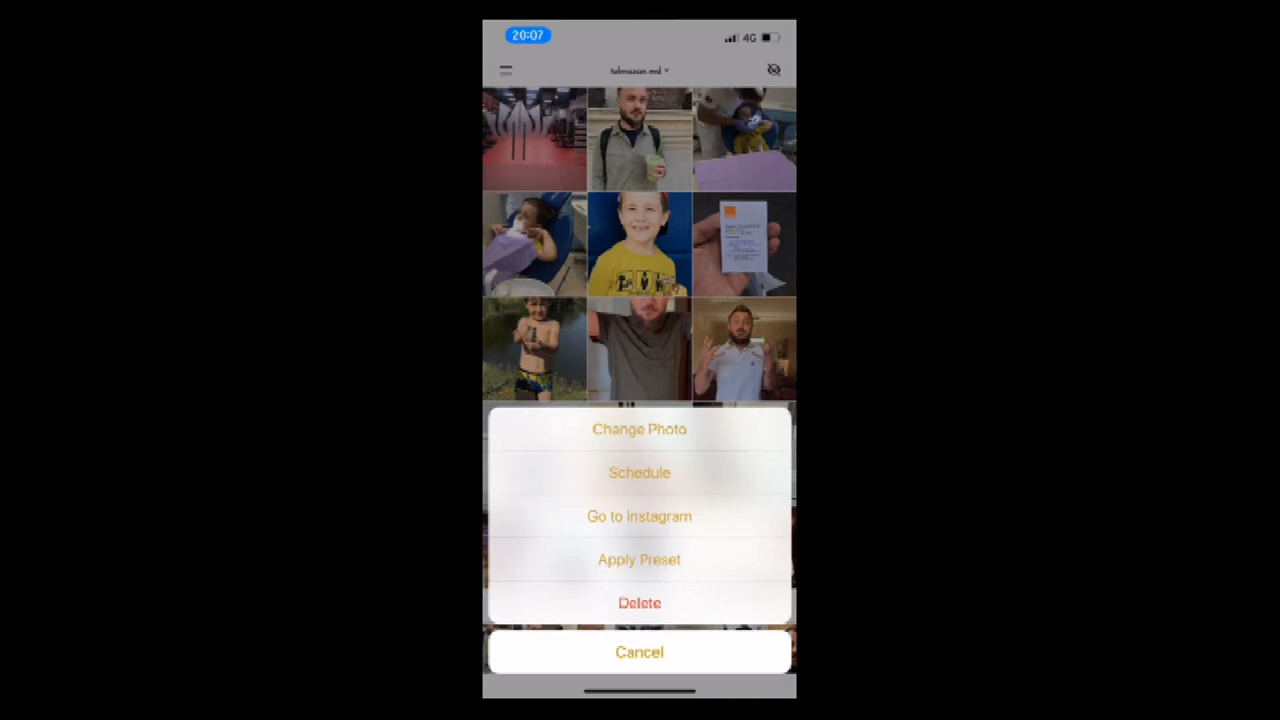 20:07
4G
Change Photo
Schedule
Go to Instagram
Apply Preset
Delete
Cancel